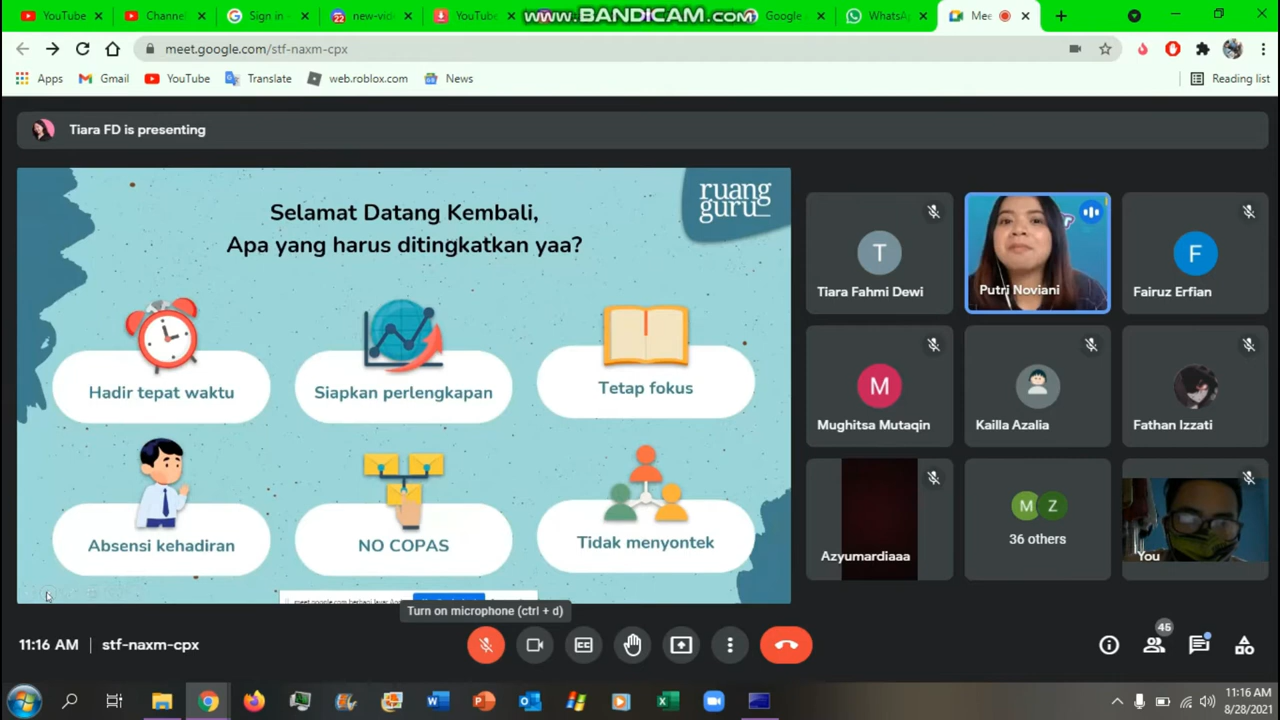 YouTube
Channel
Sign in -
new-vide
YouTube
www.BANDICAM.com
Google
WhatsA
Mee
meet.google.com/stf-naxm-cpx
Apps
Gmail
YouTube
Translate
web.roblox.com
News
Reading list
Tiara FD is presenting
ruang
guru
Selamat Datang Kembali,
Apa yang harus ditingkatkan yaa?
Hadir tepat waktu
Siapkan perlengkapan
Tetap fokus
Absensi kehadiran
NO COPAS
Tidak menyontek
T
Tiara Fahmi Dewi
Putri Noviani
F
Fairuz Erfian
M
Mughitsa Mutaqin
Kailla Azalia
Fathan Izzati
Azyumardiaaa
M Z
36 others
You
Turn on microphone (ctrl + d)
11:16 AM | stf-naxm-cpx
45
11:16 AM
8/28/2021